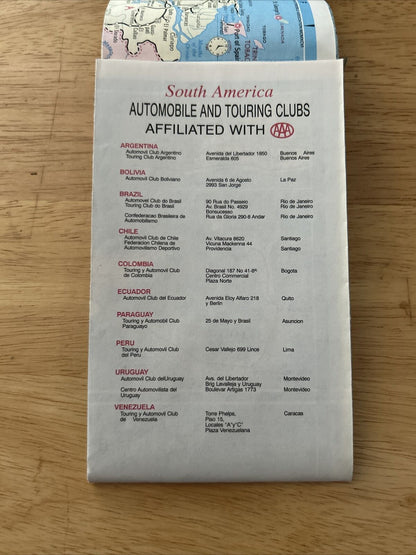 South America
AUTOMOBILE AND TOURING CLUBS
AFFILIATED WITH AAA
ARGENTINA
Automovil Club Argentino Avenida del Libertador 1850 Buenos Aires
Touring Club Argentino Esmeralda 605 Buenos Aires
BOLIVIA
Automovil Club Boliviano Avenida 6 de Agosto La Paz
2993 San Jorge
BRAZIL
Automovel Club do Brasil 90 Rua do Passeio Rio de Janeiro
Touring Club do Brasil Av. Brasil No. 4929 Rio de Janeiro
Bonsucesso
Confederacao Brasileira de Rua da Gloria 290-8 Andar Rio de Janeiro
Automobilismo
CHILE
Automovil Club de Chile Av. Vitacura 8620 Santiago
Federacion Chilena de Vicuna Mackenna 44
Automovilismo Deportivo Providencia Santiago
COLOMBIA
Touring y Automovil Club Diagonal 187 No 41-85 Bogota
de Colombia Centro Commercial
Plaza Norte
ECUADOR
Automovil Club del Ecuador Avenida Eloy Alfaro 218 Quito
y Berlin
PARAGUAY
Touring y Automobil Club 25 de Mayo y Brasil Asuncion
Paraguayo
PERU
Touring y Automovil Club Cesar Vallejo 699 Lince Lima
del Peru
URUGUAY
Automovil Club delUruguay Avs. del Libertador Montevideo
Brig Lavalleja y Uruguay
Centro Automovilista del Boulevar Artigas 1773 Montevideo
Uruguay
VENEZUELA
Touring y Automovil Club Torre Phelps, Caracas
de Venezuela Piso 15,
Locales "A"y"C"
Plaza Venezuelana